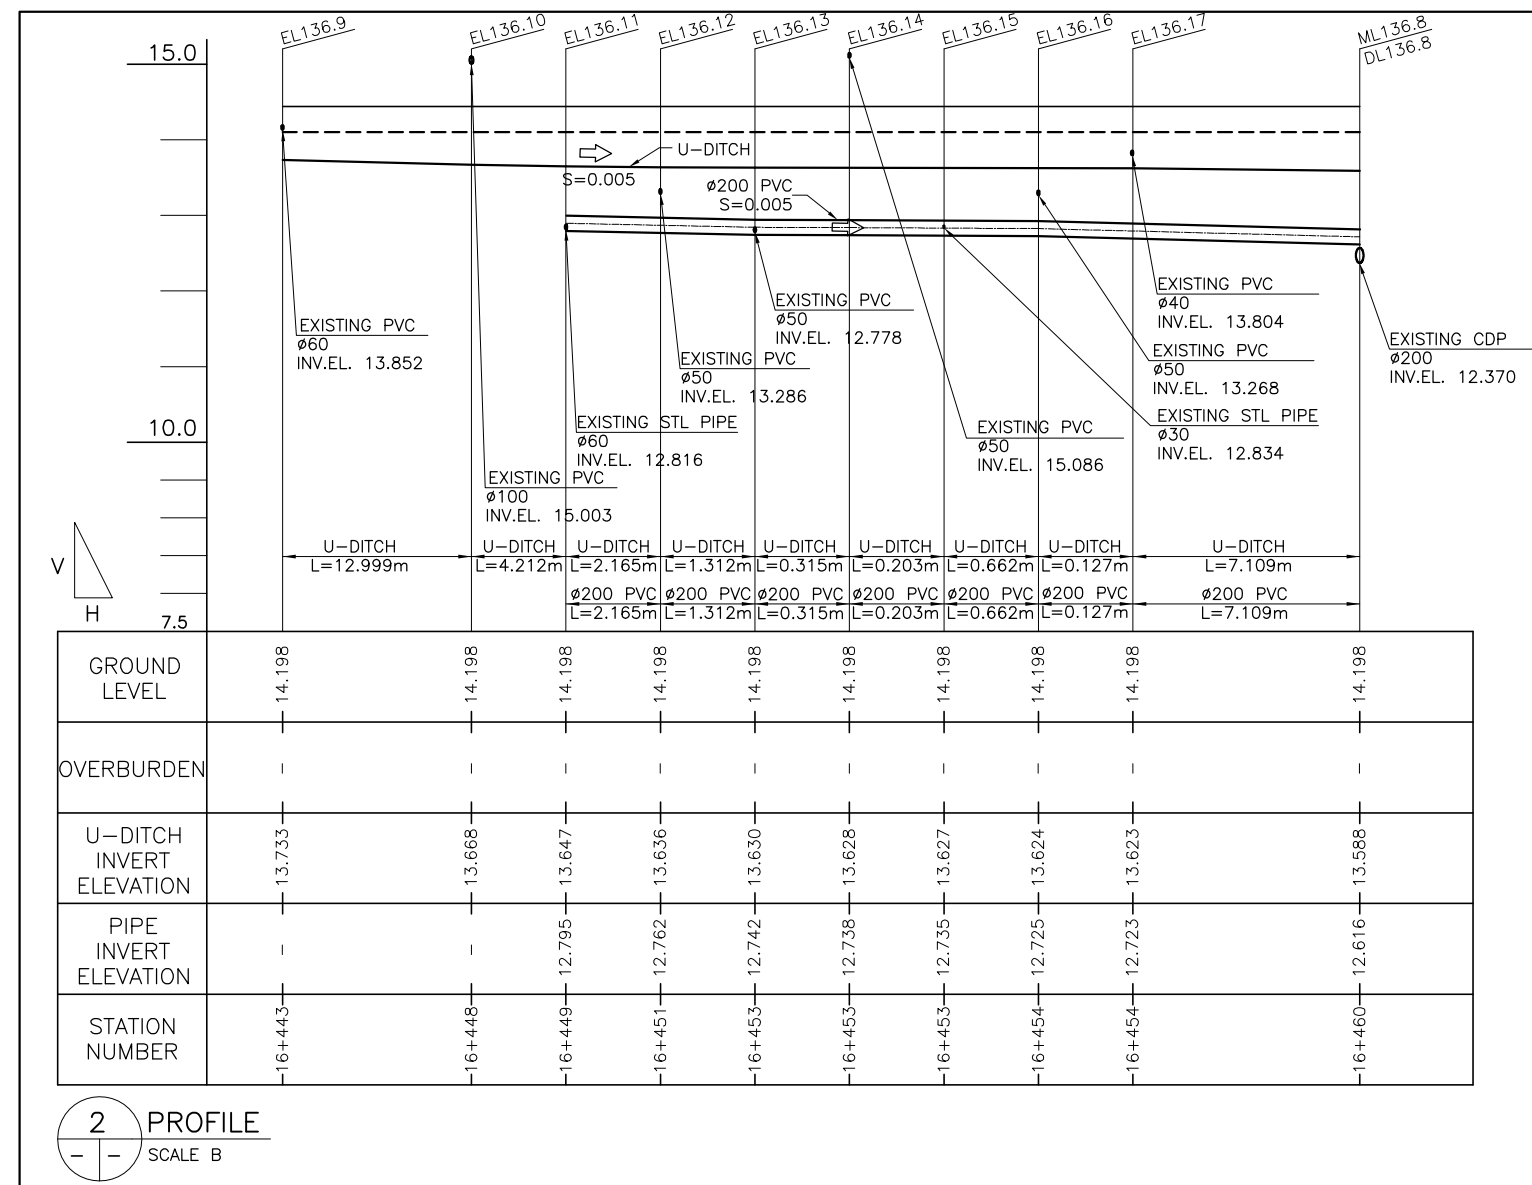 EL136.9
EL136.10
EL136.11
EL136.12
EL136.13
EL136.14
EL136.15
EL136.16
EL136.17
ML136.8
DL136.8
15.0
U-DITCH
S=0.005
ø200 PVC
S=0.005
EXISTING PVC
ø60
INV.EL. 13.852
EXISTING PVC
ø50
INV.EL. 12.778
EXISTING PVC
ø40
INV.EL. 13.804
EXISTING CDP
ø200
INV.EL. 12.370
EXISTING PVC
ø50
INV.EL. 13.286
EXISTING PVC
ø50
INV.EL. 13.268
10.0
EXISTING STL PIPE
ø60
INV.EL. 12.816
EXISTING PVC
ø50
INV.EL. 15.086
EXISTING STL PIPE
ø30
INV.EL. 12.834
EXISTING PVC
ø100
INV.EL. 15.003
V
H
7.5
U-DITCH U-DITCH U-DITCH U-DITCH U-DITCH U-DITCH U-DITCH U-DITCH U-DITCH
L=12.999m L=4.212m L=2.165m L=1.312m L=0.315m L=0.203m L=0.662m L=0.127m L=7.109m
ø200 PVC ø200 PVC ø200 PVC ø200 PVC ø200 PVC ø200 PVC ø200 PVC
L=2.165m L=1.312m L=0.315m L=0.203m L=0.662m L=0.127m L=7.109m
GROUND
LEVEL
14.198 14.198 14.198 14.198 14.198 14.198 14.198 14.198 14.198 14.198
OVERBURDEN
- - - - - - - - - -
U-DITCH
INVERT
ELEVATION
13.733 13.668 13.647 13.636 13.630 13.628 13.627 13.624 13.623 13.588
PIPE
INVERT
ELEVATION
- - 12.795 12.762 12.742 12.738 12.735 12.725 12.723 12.616
STATION
NUMBER
16+443 16+448 16+449 16+451 16+453 16+453 16+453 16+454 16+454 16+460
2 PROFILE
- - SCALE B